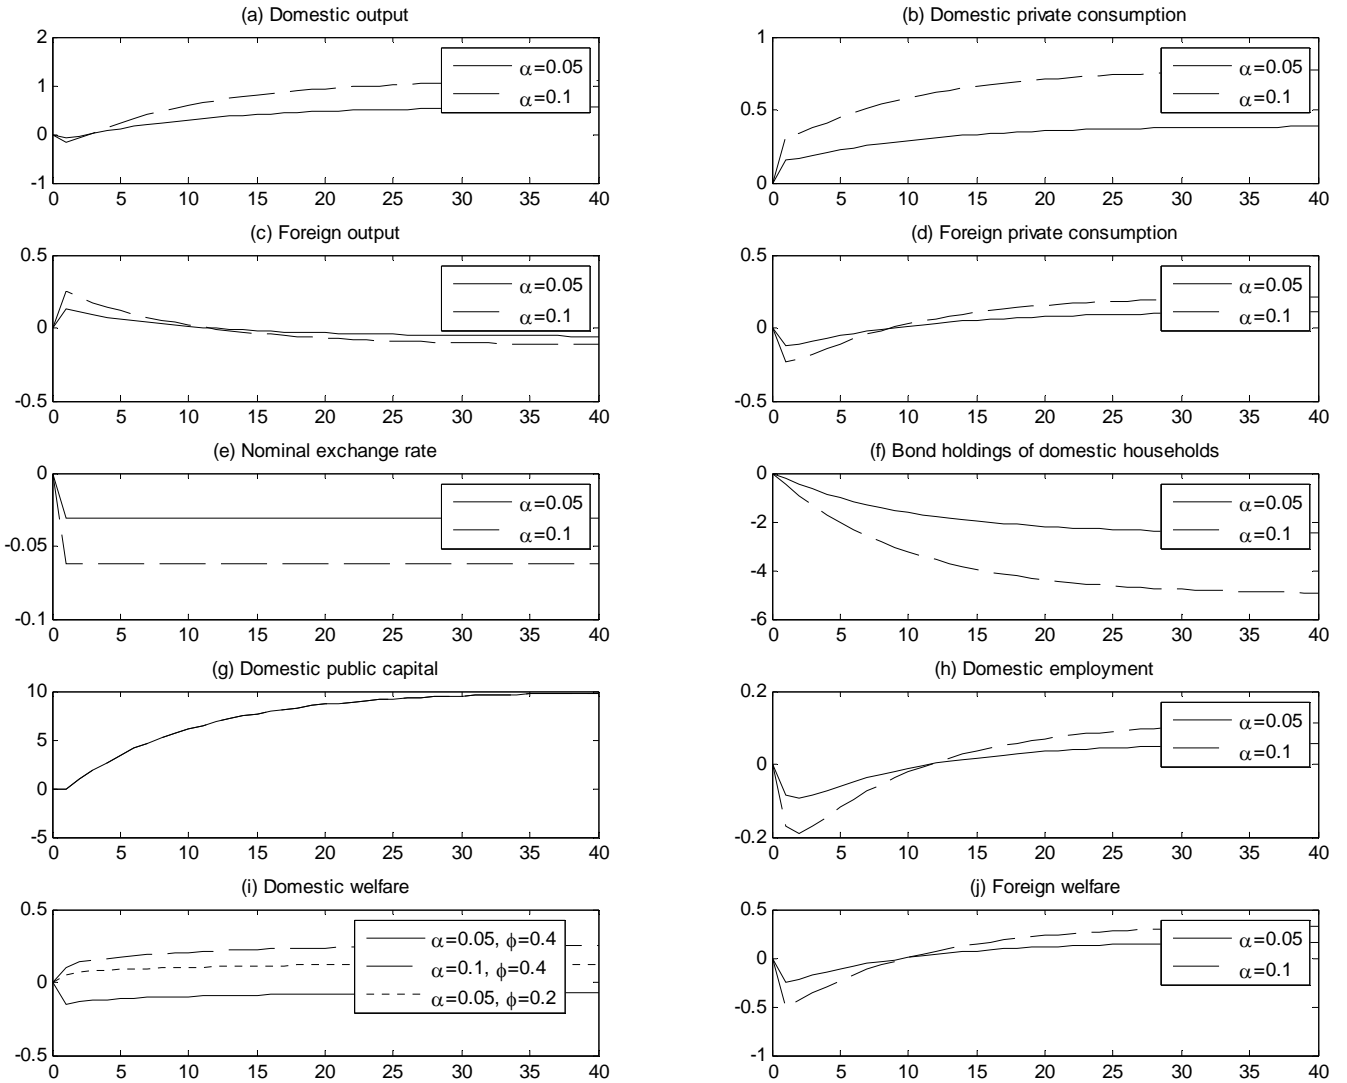 (a) Domestic output
2
1
0
-1
0 5 10 15 20 25 30 35 40
α=0.05
α=0.1
(b) Domestic private consumption
1
0.5
0
0 5 10 15 20 25 30 35 40
α=0.05
α=0.1
(c) Foreign output
0.5
0
-0.5
0 5 10 15 20 25 30 35 40
α=0.05
α=0.1
(d) Foreign private consumption
0.5
0
-0.5
0 5 10 15 20 25 30 35 40
α=0.05
α=0.1
(e) Nominal exchange rate
0
-0.05
-0.1
0 5 10 15 20 25 30 35 40
α=0.05
α=0.1
(f) Bond holdings of domestic households
0
-2
-4
-6
0 5 10 15 20 25 30 35 40
α=0.05
α=0.1
(g) Domestic public capital
10
5
0
-5
0 5 10 15 20 25 30 35 40
(h) Domestic employment
0.2
0
-0.2
0 5 10 15 20 25 30 35 40
α=0.05
α=0.1
(i) Domestic welfare
0.5
0
-0.5
0 5 10 15 20 25 30 35 40
α=0.05, ϕ=0.4
α=0.1, ϕ=0.4
α=0.05, ϕ=0.2
(j) Foreign welfare
0.5
0
-0.5
-1
0 5 10 15 20 25 30 35 40
α=0.05
α=0.1